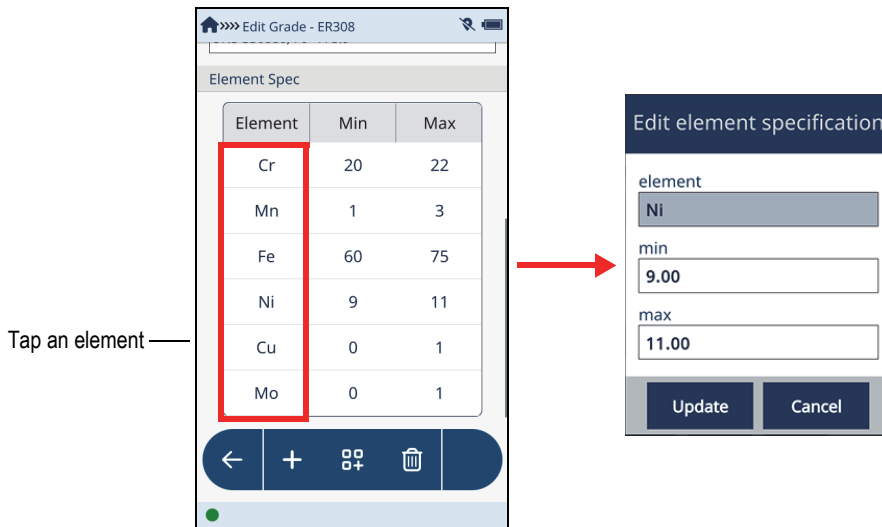 »»» Edit Grade - ER308
Element Spec
Element Min Max
Cr 20 22
Mn 1 3
Fe 60 75
Ni 9 11
Cu 0 1
Mo 0 1
Tap an element
Edit element specification
element
Ni
min
9.00
max
11.00
Update Cancel